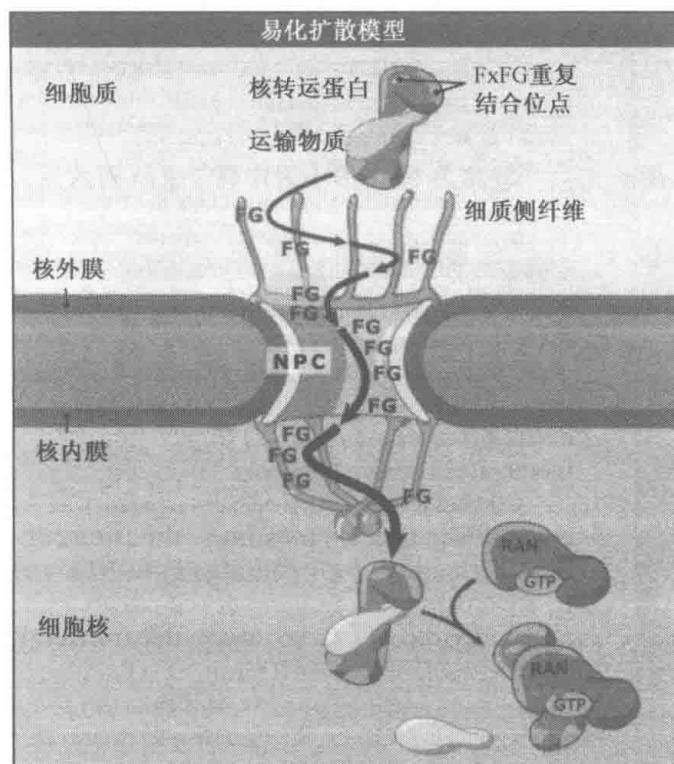 易化扩散模型
细胞质
核转运蛋白
FxFG重复
结合位点
运输物质
细质侧纤维
FG
FG
FG
核外膜
FG
FG
FG
NPC
FG
FG
FG
FG
核内膜
FG
FG
FG
RAN
GTP
细胞核
RAN
GTP